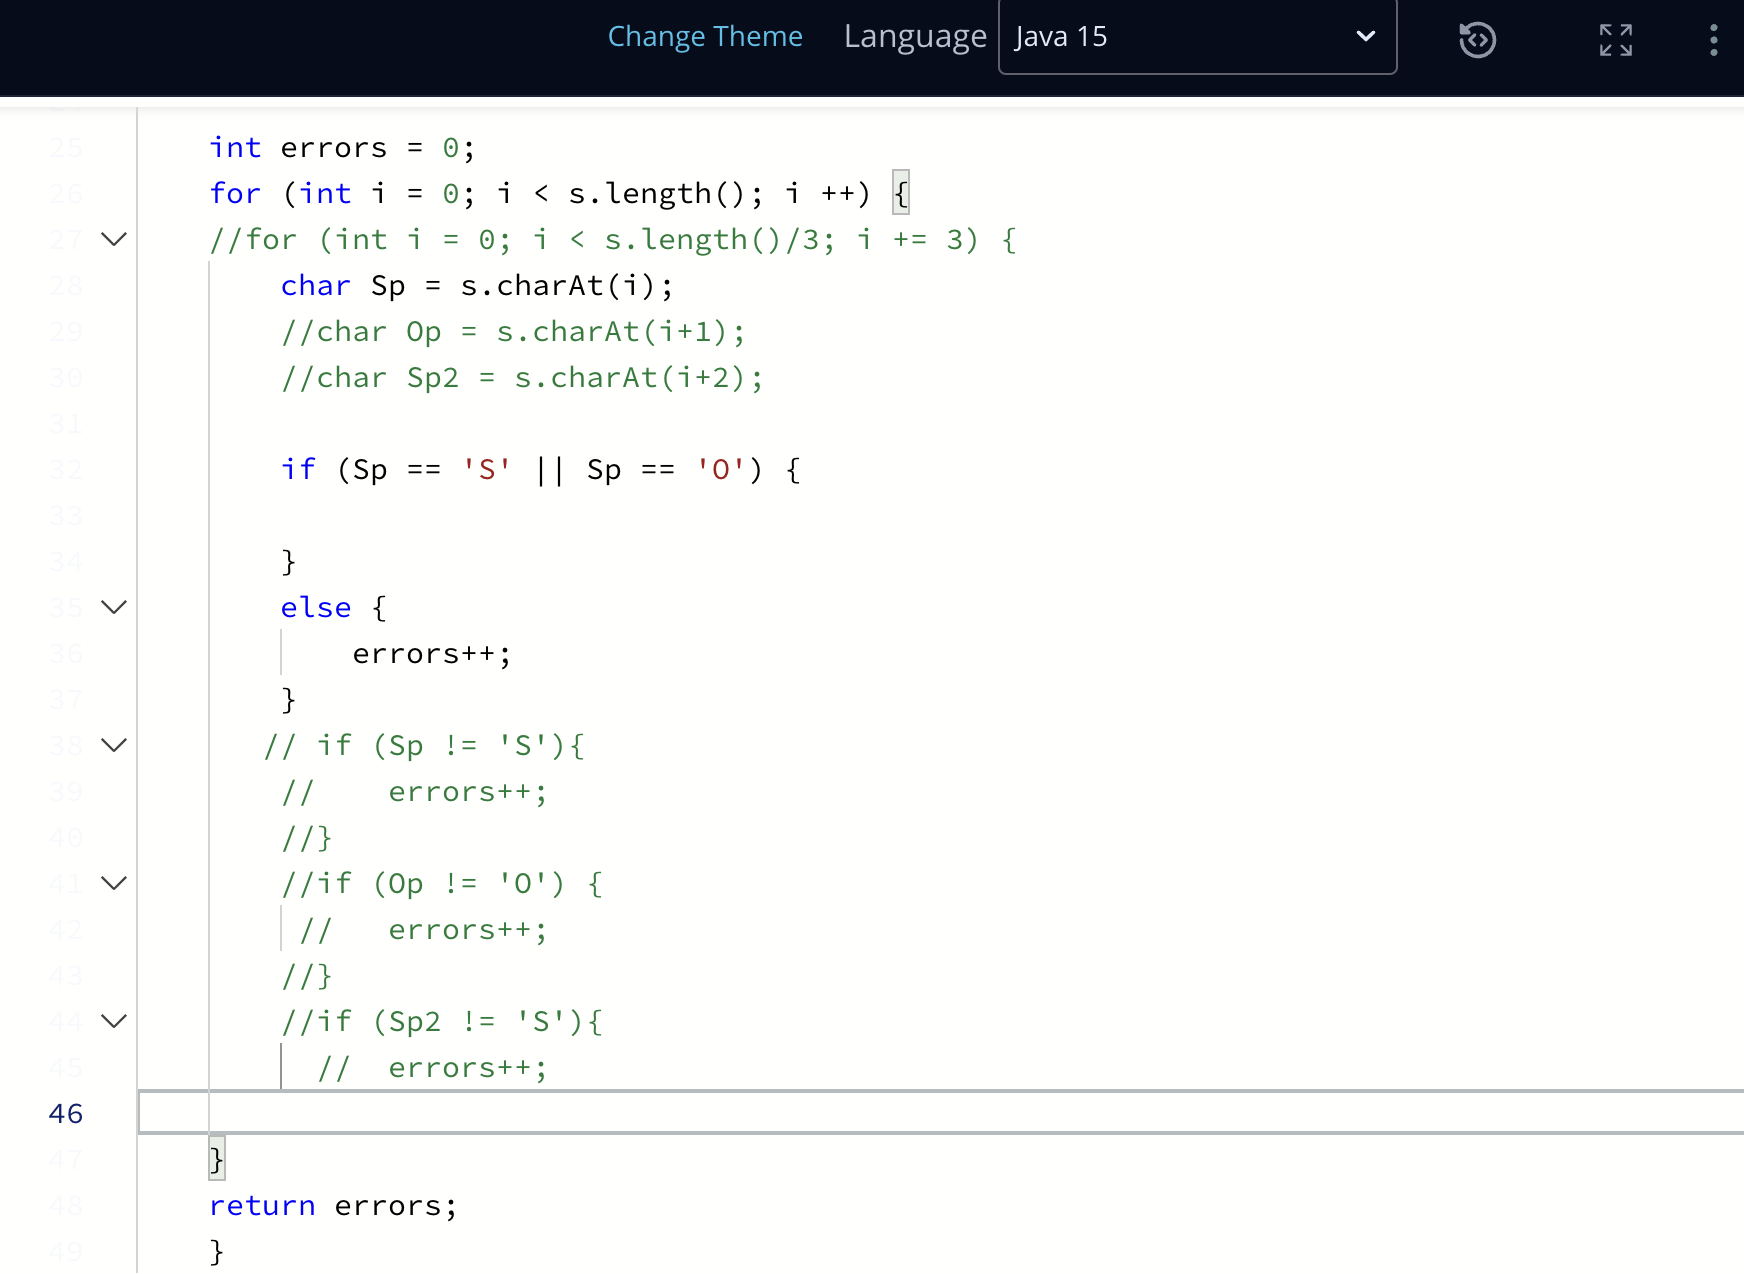 Change Theme Language Java 15
25 int errors = 0;
26 for (int i = 0; i < s.length(); i ++) {
27 //for (int i = 0; i < s.length()/3; i += 3) {
28 char Sp = s.charAt(i);
29 //char Op = s.charAt(i+1);
30 //char Sp2 = s.charAt(i+2);
31
32 if (Sp == 'S' || Sp == 'O') {
33
34 }
35 else {
36 errors++;
37 }
38 // if (Sp != 'S'){
39 //    errors++;
40 //}
41 //if (Op != 'O') {
42 //   errors++;
43 //}
44 //if (Sp2 != 'S'){
45 //  errors++;
46
47 }
48 return errors;
49 }